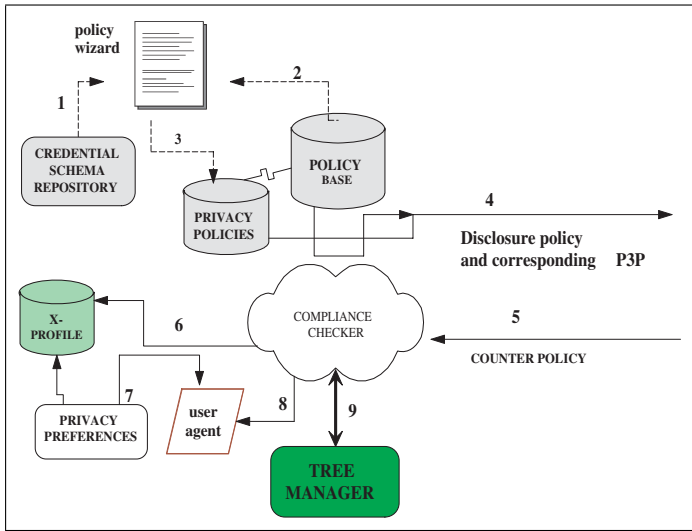 policy
wizard
1
2
3
CREDENTIAL
SCHEMA
REPOSITORY
POLICY
BASE
PRIVACY
POLICIES
4
Disclosure policy
and corresponding P3P
COMPLIANCE
CHECKER
5
COUNTER POLICY
X-
PROFILE
6
7
PRIVACY
PREFERENCES
user
agent
8
9
TREE
MANAGER